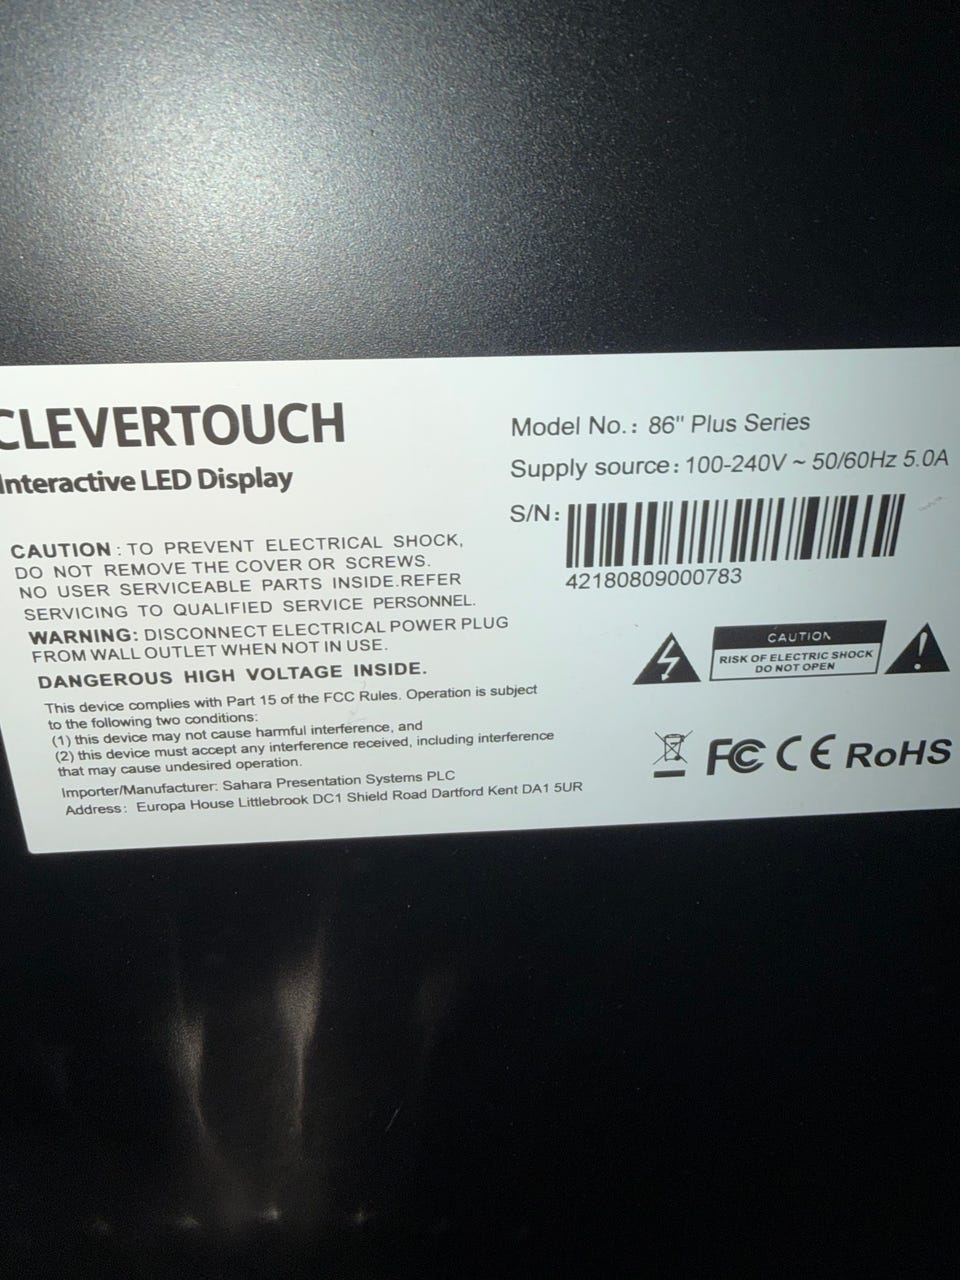 CLEVERTOUCH
Interactive LED Display
CAUTION : TO PREVENT ELECTRICAL SHOCK,
DO NOT REMOVE THE COVER OR SCREWS.
NO USER SERVICEABLE PARTS INSIDE.REFER
SERVICING TO QUALIFIED SERVICE PERSONNEL.
WARNING: DISCONNECT ELECTRICAL POWER PLUG
FROM WALL OUTLET WHEN NOT IN USE.
DANGEROUS HIGH VOLTAGE INSIDE.
This device complies with Part 15 of the FCC Rules. Operation is subject
to the following two conditions:
(1) this device may not cause harmful interference, and
(2) this device must accept any interference received, including interference
that may cause undesired operation.
Importer/Manufacturer: Sahara Presentation Systems PLC
Address: Europa House Littlebrook DC1 Shield Road Dartford Kent DA1 5UR
Model No.: 86" Plus Series
Supply source: 100-240V ~ 50/60Hz 5.0A
S/N:
42180809000783
CAUTION
RISK OF ELECTRIC SHOCK
DO NOT OPEN
FC CE RoHS